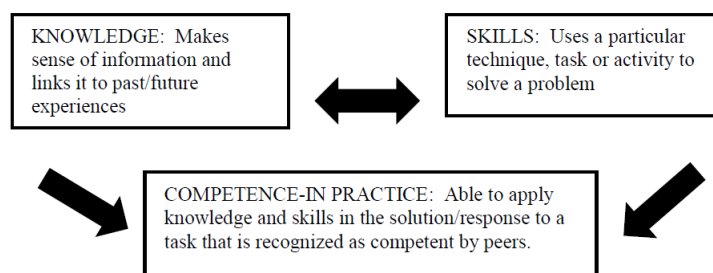 KNOWLEDGE: Makes
sense of information and
links it to past/future
experiences
SKILLS: Uses a particular
technique, task or activity to
solve a problem
COMPETENCE-IN PRACTICE: Able to apply
knowledge and skills in the solution/response to a
task that is recognized as competent by peers.